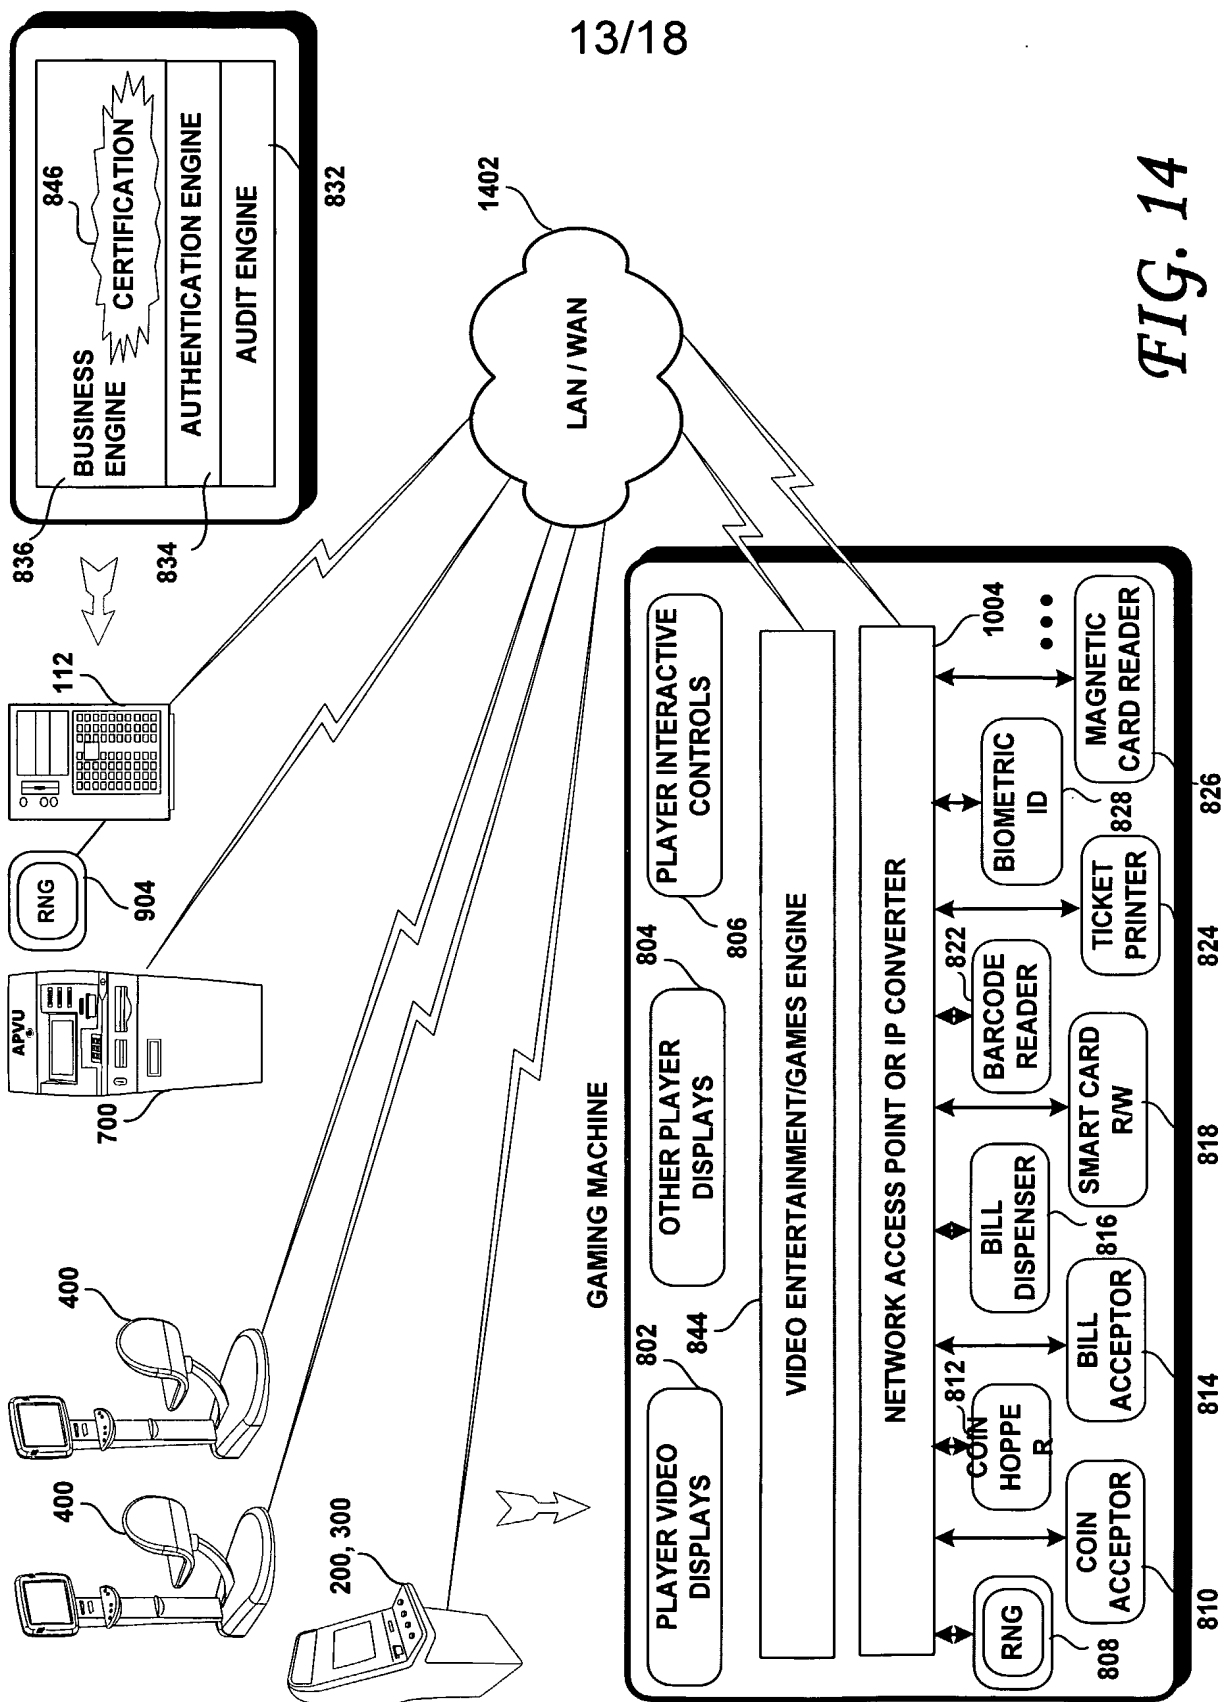 13/18
846
BUSINESS
ENGINE
CERTIFICATION
AUTHENTICATION ENGINE
AUDIT ENGINE
836
834
832
112
RNG
904
APVU
700
400
400
200, 300
1402
LAN / WAN
GAMING MACHINE
802
804
PLAYER VIDEO
DISPLAYS
OTHER PLAYER
DISPLAYS
PLAYER INTERACTIVE
CONTROLS
806
844
VIDEO ENTERTAINMENT/GAMES ENGINE
NETWORK ACCESS POINT OR IP CONVERTER
1004
812
822
RNG
808
COIN
HOPPE
R
BILL
DISPENSER
816
BARCODE
READER
BIOMETRIC
ID
828
COIN
ACCEPTOR
BILL
ACCEPTOR
SMART CARD
R/W
TICKET
PRINTER
MAGNETIC
CARD READER
810
814
818
824
826
FIG. 14